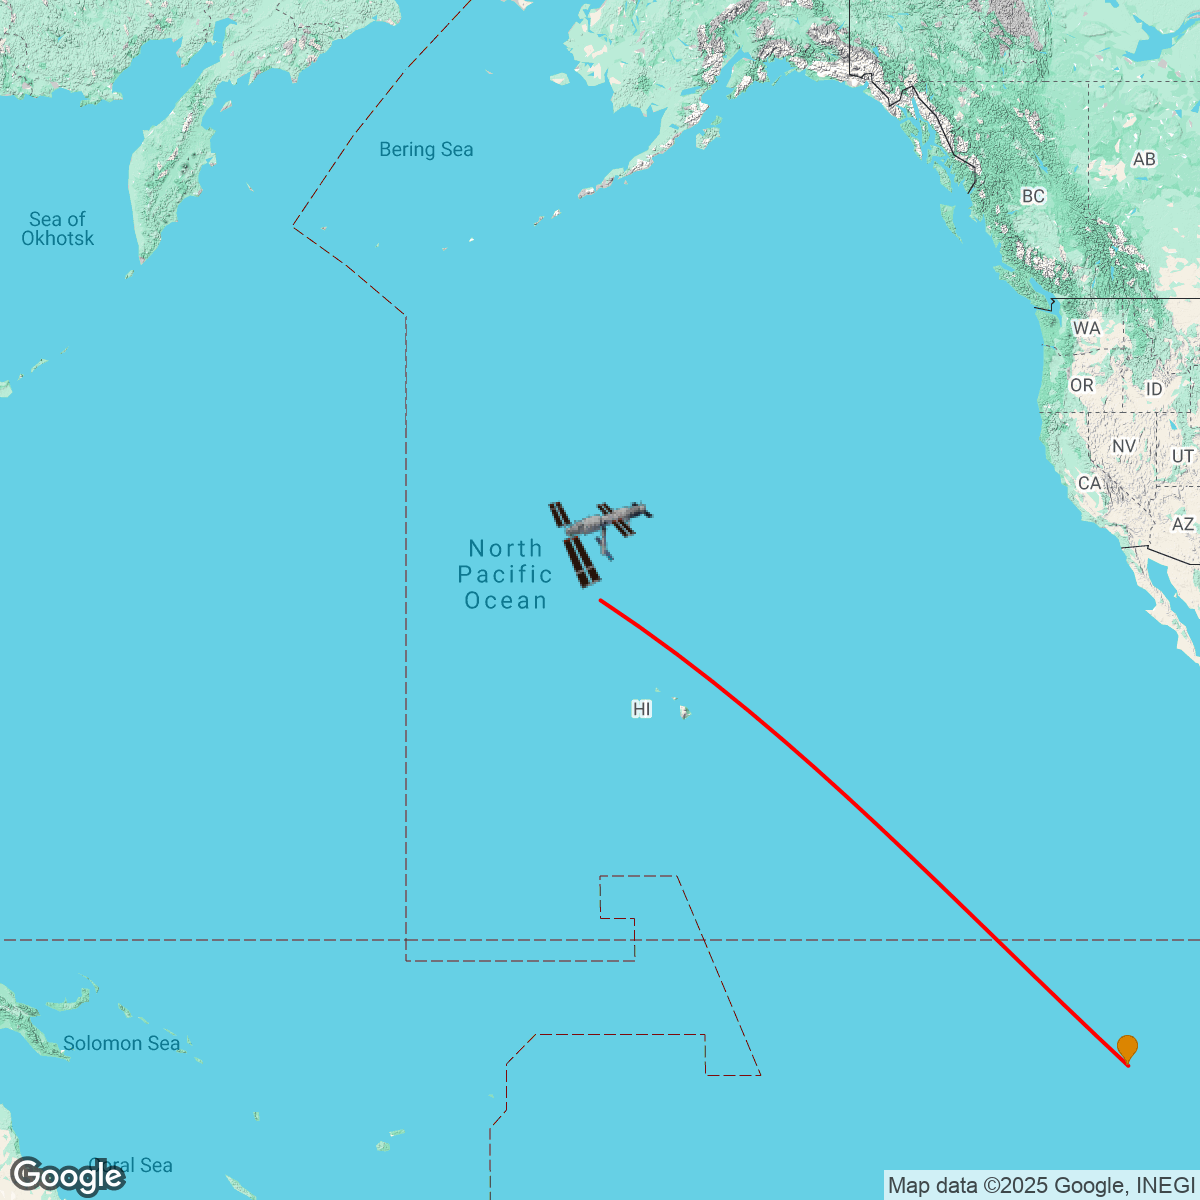 Bering Sea
AB
BC
Sea of
Okhotsk
WA
OR
ID
NV
UT
CA
AZ
North
Pacific
Ocean
HI
Solomon Sea
Coral Sea
Google
Map data ©2025 Google, INEGI